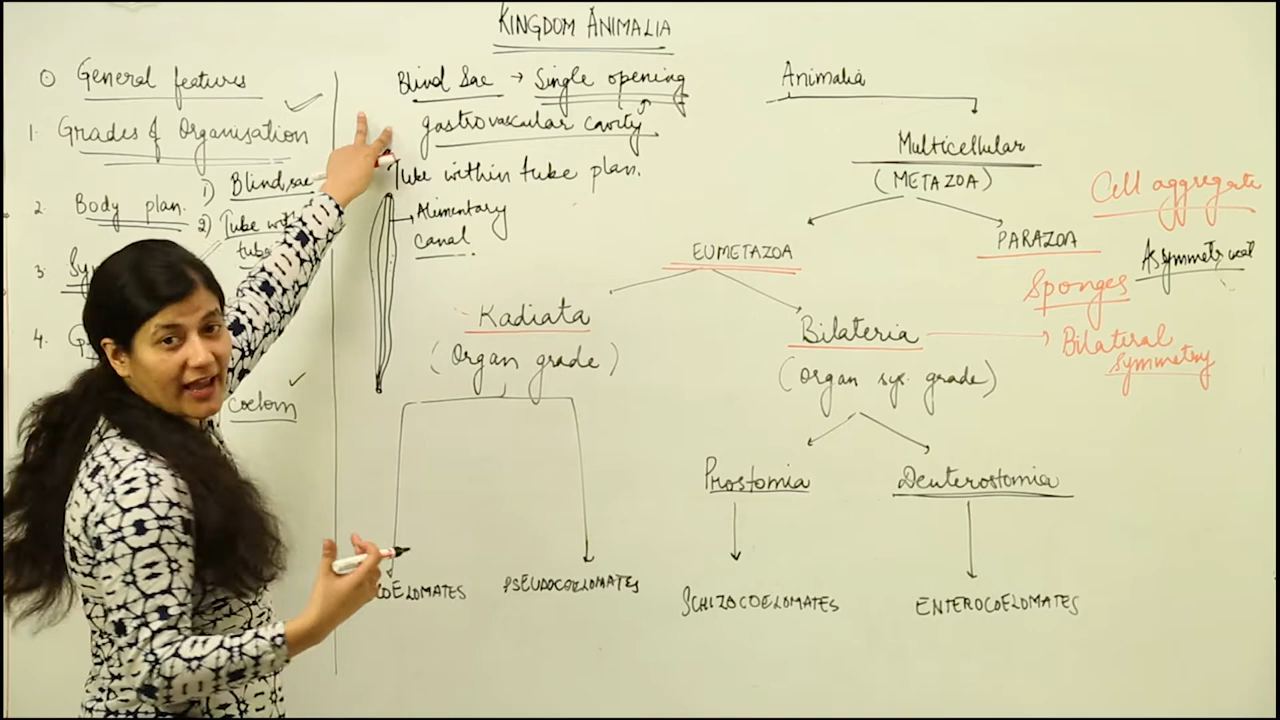 KINGDOM ANIMALIA
General features
1. Grades of Organisation
2. Body plan.
1) Blind sac
2) Tube with
tube
3.
4.
Coelom
Blind Sac → Single opening
gastrovascular cavity
Tube within tube plan.
Alimentary
canal
Animalia
Multicellular
(METAZOA)
Cell aggregate
EUMETAZOA
PARAZOA
Asymmetrical
Sponges
Radiata
(Organ grade)
Bilateria
Bilateral
symmetry
(Organ sys. grade)
Prostomia
Deuterostomia
COELOMATES
PSEUDOCOELOMATES
SCHIZOCOELOMATES
ENTEROCOELOMATES